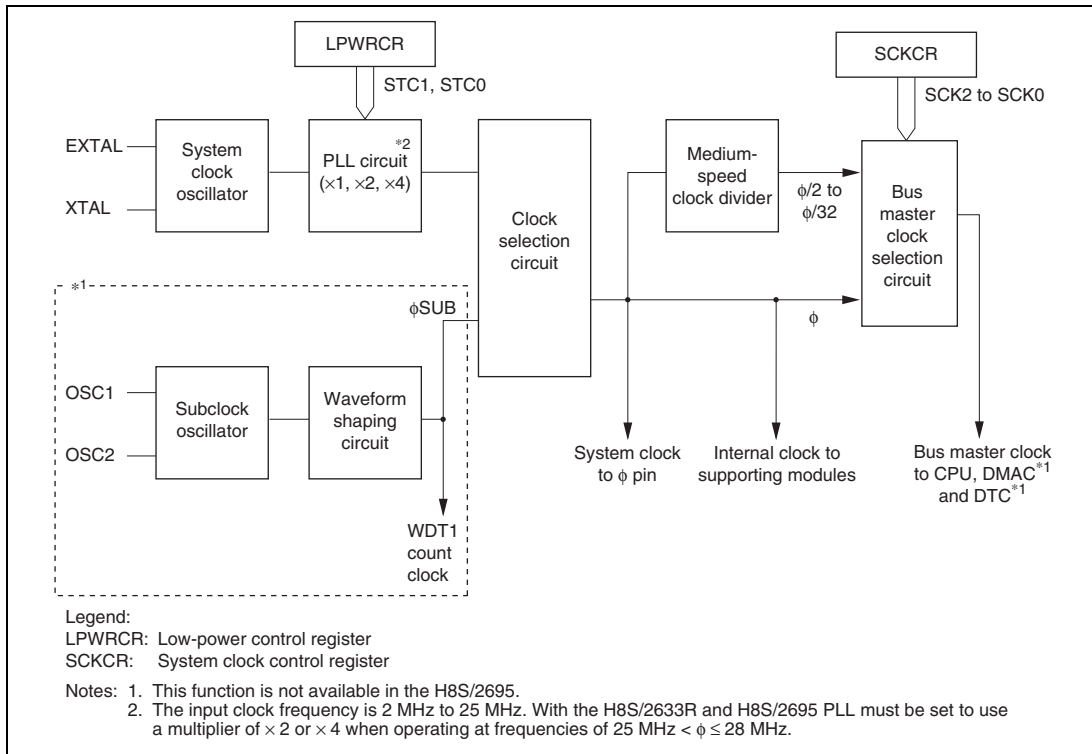 LPWRCR
STC1, STC0
SCKCR
SCK2 to SCK0
EXTAL
XTAL
System
clock
oscillator
*2
PLL circuit
(×1, ×2, ×4)
Clock
selection
circuit
Medium-
speed
clock divider
ϕ/2 to
ϕ/32
Bus
master
clock
selection
circuit
ϕ
*1
ϕSUB
OSC1
OSC2
Subclock
oscillator
Waveform
shaping
circuit
WDT1
count
clock
System clock
to ϕ pin
Internal clock to
supporting modules
Bus master clock
to CPU, DMAC*1
and DTC*1
Legend:
LPWRCR: Low-power control register
SCKCR: System clock control register
Notes: 1. This function is not available in the H8S/2695.
2. The input clock frequency is 2 MHz to 25 MHz. With the H8S/2633R and H8S/2695 PLL must be set to use
a multiplier of × 2 or × 4 when operating at frequencies of 25 MHz < ϕ ≤ 28 MHz.